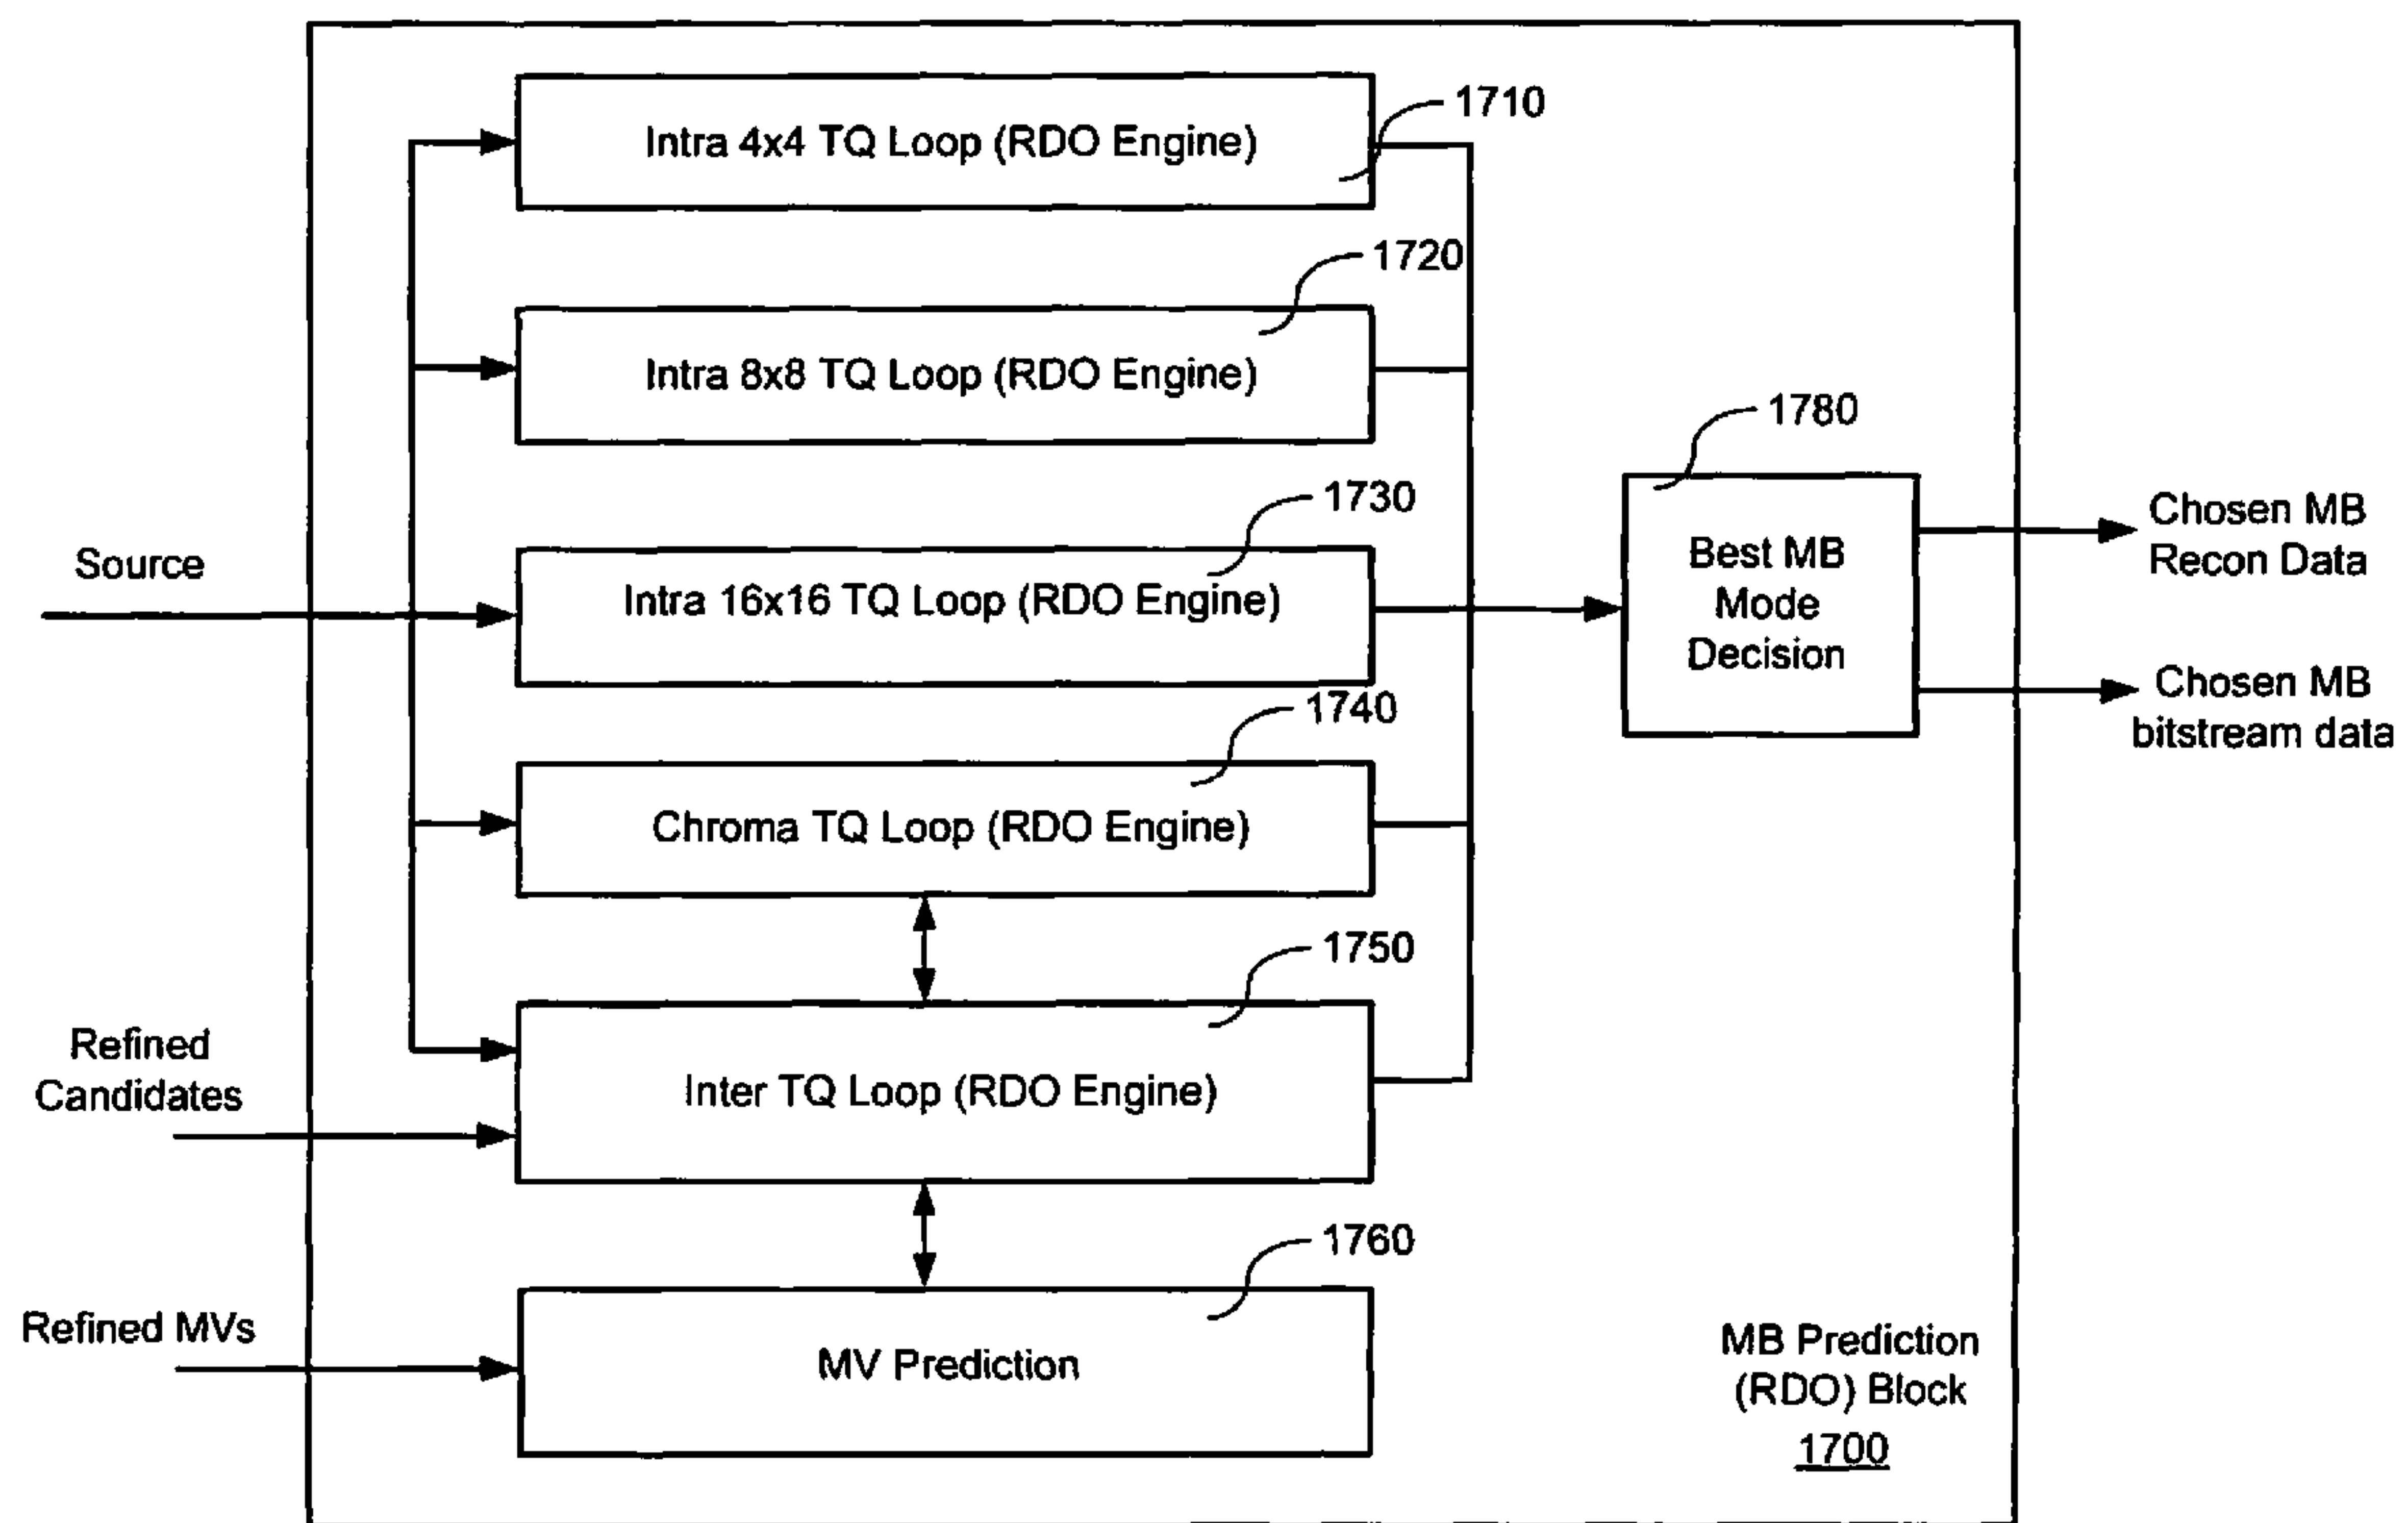 1710
Intra 4x4 TQ Loop (RDO Engine)
1720
Intra 8x8 TQ Loop (RDO Engine)
1730
Intra 16x16 TQ Loop (RDO Engine)
Source
1780
Best MB
Mode
Decision
Chosen MB
Recon Data
Chosen MB
bitstream data
1740
Chroma TQ Loop (RDO Engine)
1750
Inter TQ Loop (RDO Engine)
Refined
Candidates
1760
MV Prediction
Refined MVs
MB Prediction
(RDO) Block
1700